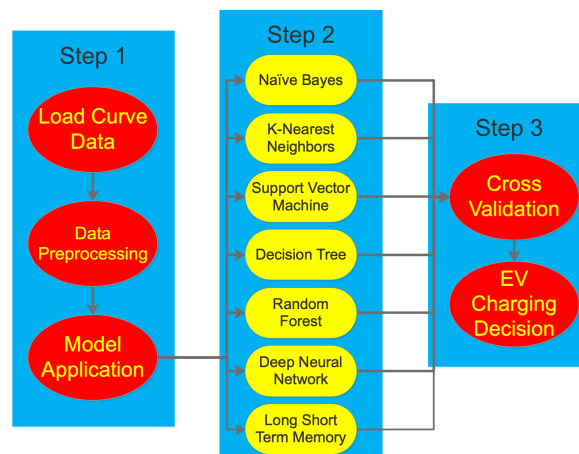 Step 1
Load Curve
Data
Data
Preprocessing
Model
Application
Step 2
Naïve Bayes
K-Nearest
Neighbors
Support Vector
Machine
Decision Tree
Random
Forest
Deep Neural
Network
Long Short
Term Memory
Step 3
Cross
Validation
EV
Charging
Decision